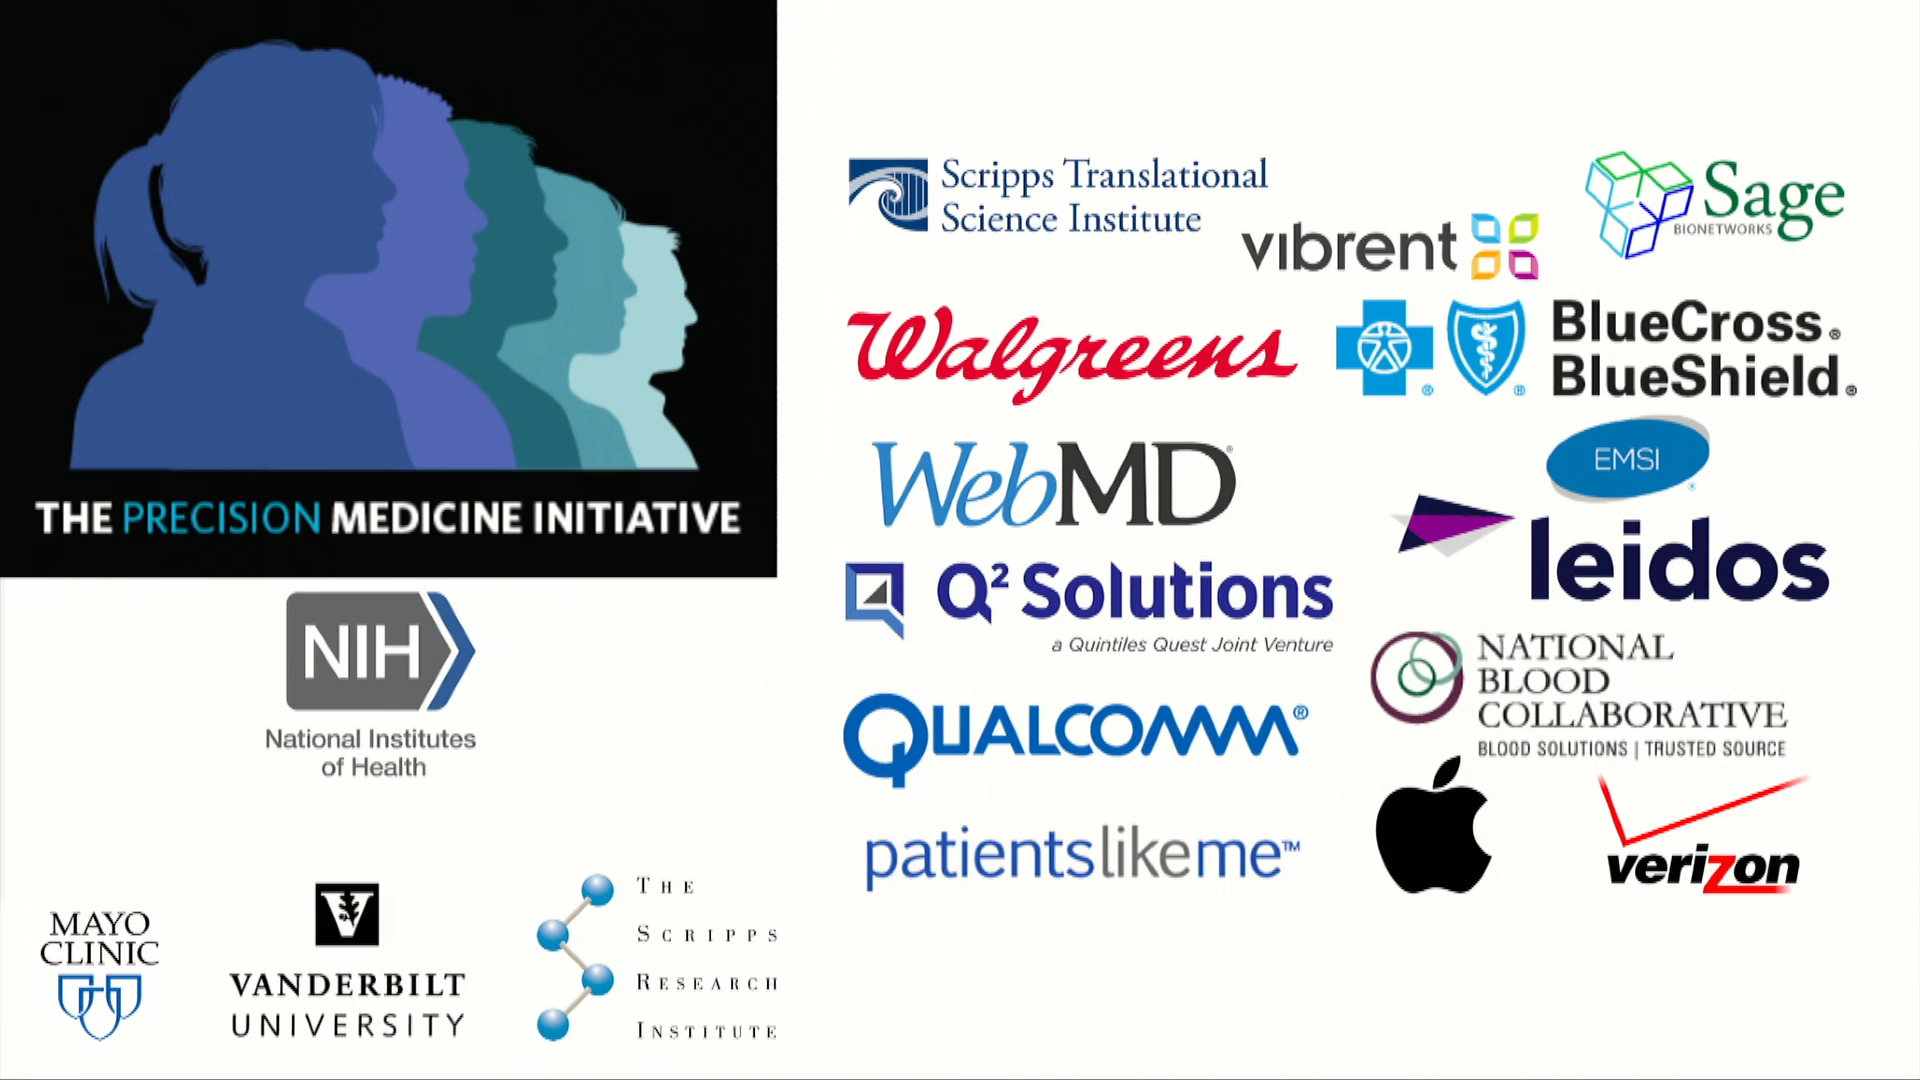 THE PRECISION MEDICINE INITIATIVE
NIH
National Institutes
of Health
MAYO
CLINIC
V
VANDERBILT
UNIVERSITY
THE
SCRIPPS
RESEARCH
INSTITUTE
Scripps Translational
Science Institute
vibrent
Sage
BIONETWORKS
Walgreens
BlueCross®
BlueShield®
WebMD®
EMSI®
leidos
Q² Solutions
a Quintiles Quest Joint Venture
NATIONAL
BLOOD
COLLABORATIVE
BLOOD SOLUTIONS | TRUSTED SOURCE
QUALCOMM®
patientslikeme™
verizon